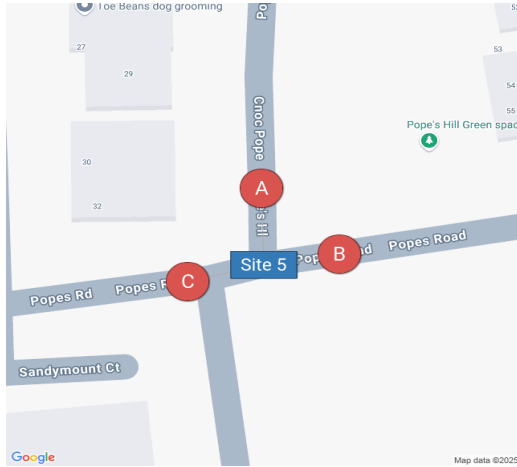 Toe Beans dog grooming
27
29
30
32
53
54
55
Cnoc Pope
A
Pope's Hill Green spac
Site 5
B
Popes Road
C
Popes Rd
Sandymount Ct
Google
Map data ©2025